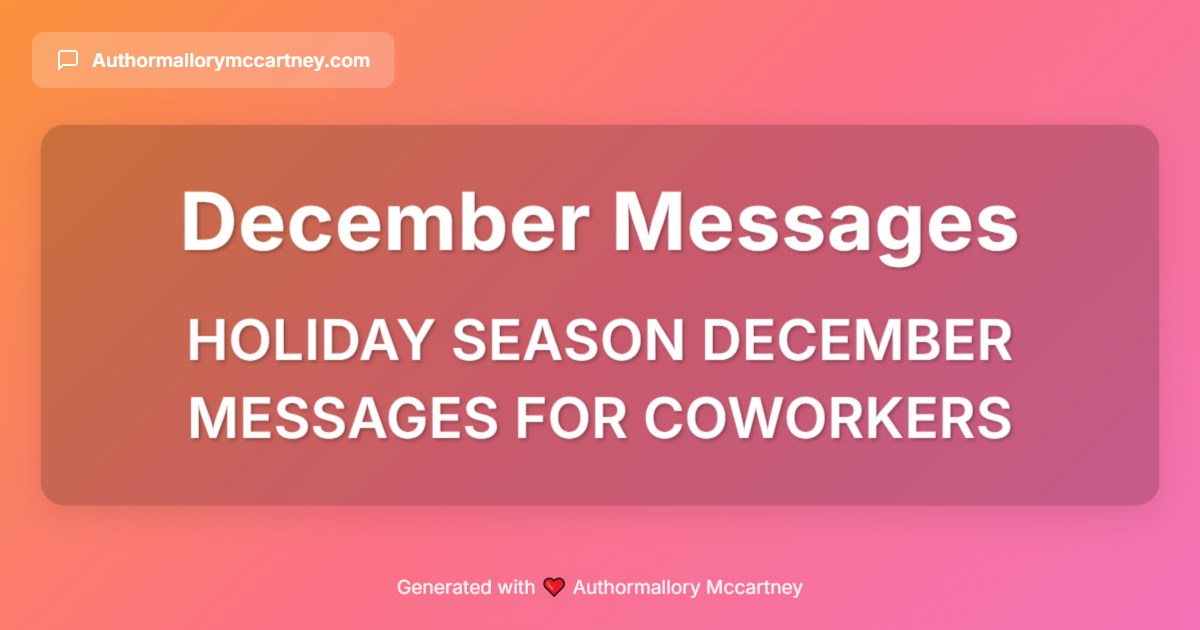 Authormallorymccartney.com
December Messages
HOLIDAY SEASON DECEMBER
MESSAGES FOR COWORKERS
Generated with ❤️ Authormallory Mccartney